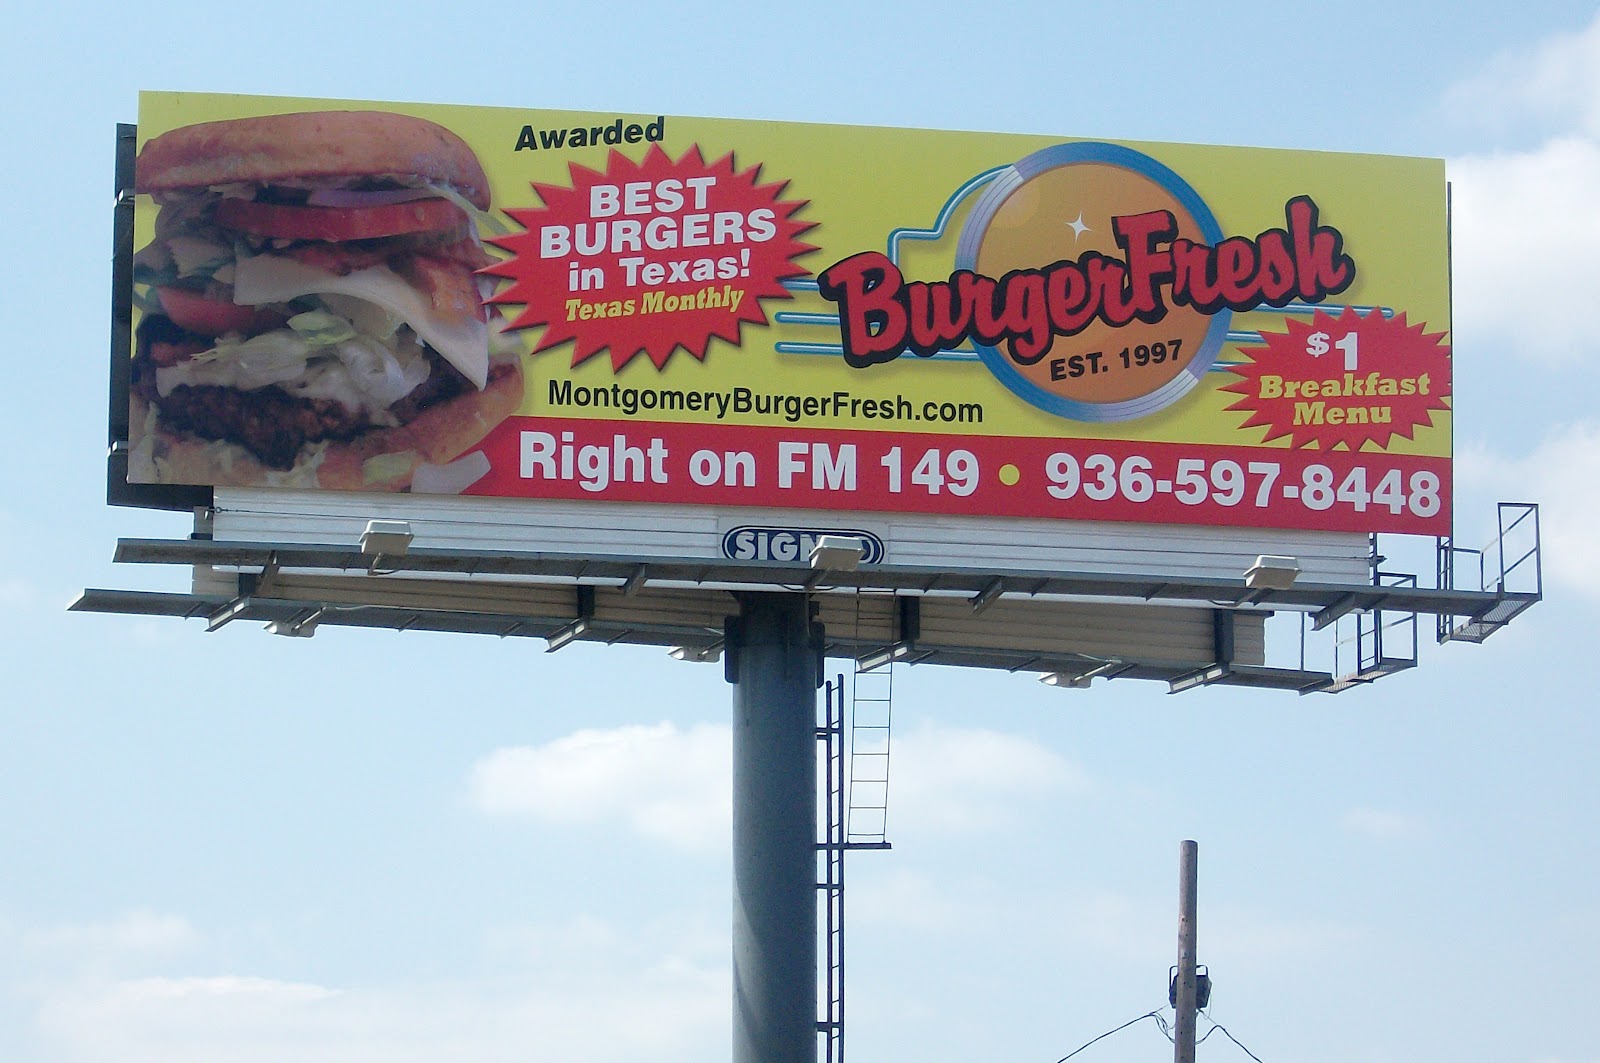 Awarded
BEST
BURGERS
in Texas!
Texas Monthly
BurgerFresh
EST. 1997
$1
Breakfast
Menu
MontgomeryBurgerFresh.com
Right on FM 149 • 936-597-8448